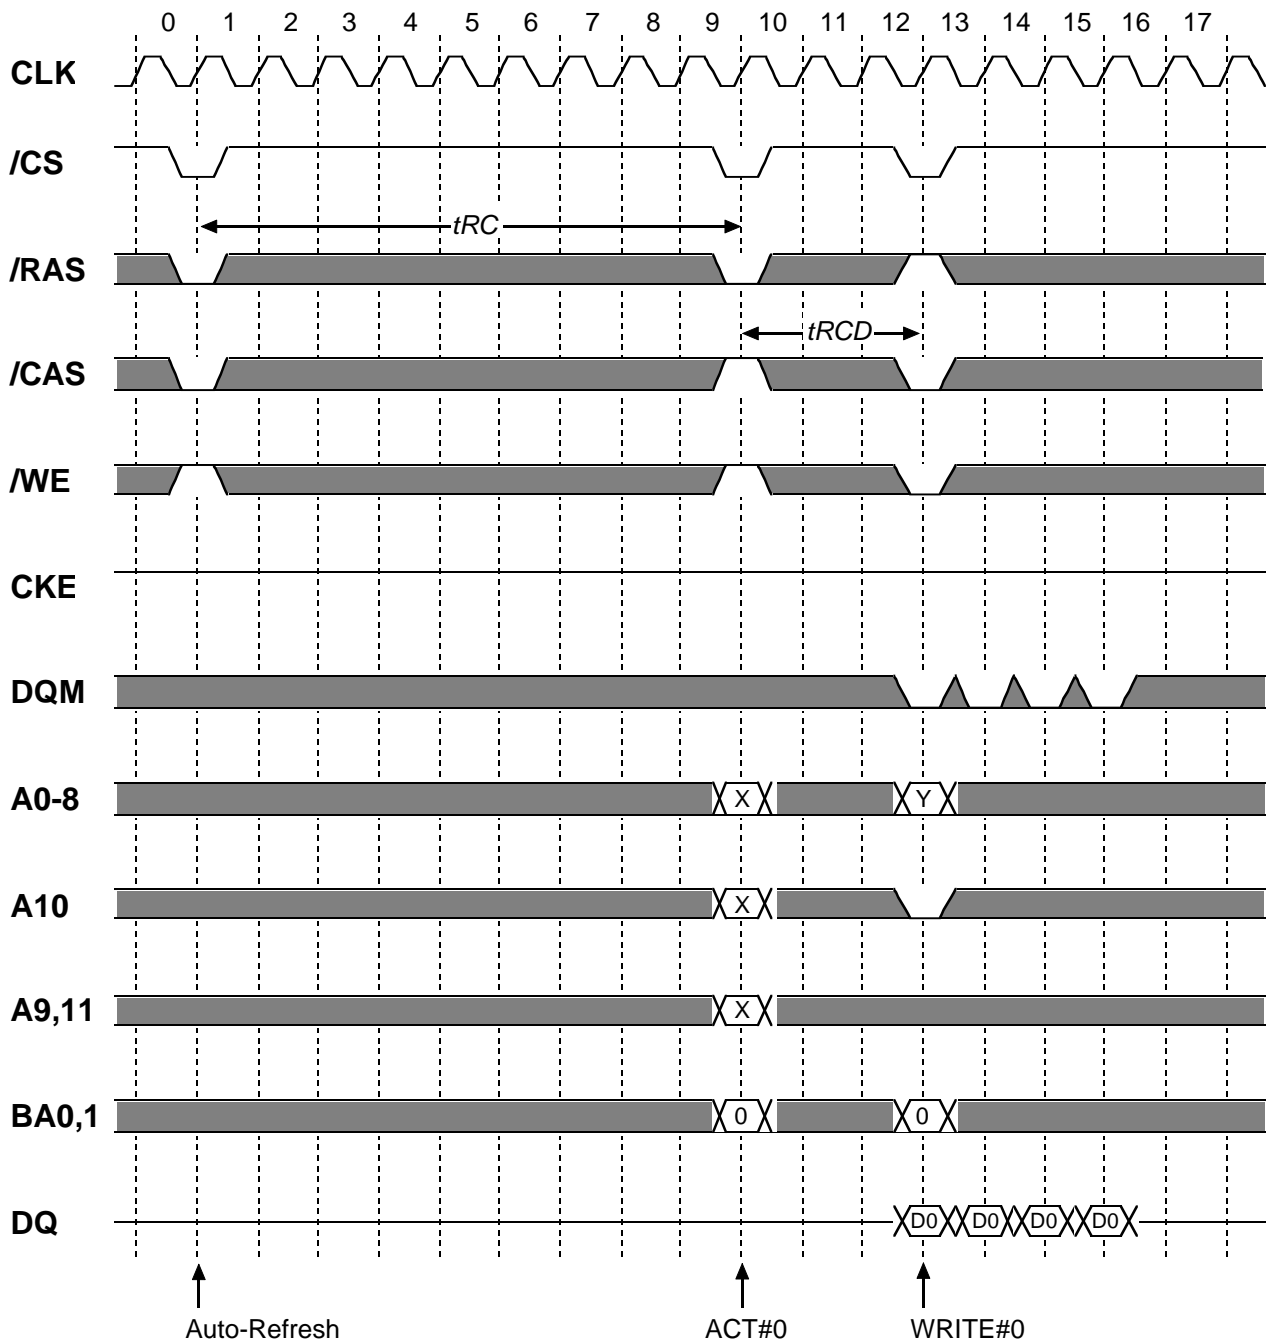 0 1 2 3 4 5 6 7 8 9 10 11 12 13 14 15 16 17
CLK
/CS
tRC
/RAS
tRCD
/CAS
/WE
CKE
DQM
A0-8 X Y
A10 X
A9,11 X
BA0,1 0 0
DQ D0 D0 D0 D0
Auto-Refresh ACT#0 WRITE#0